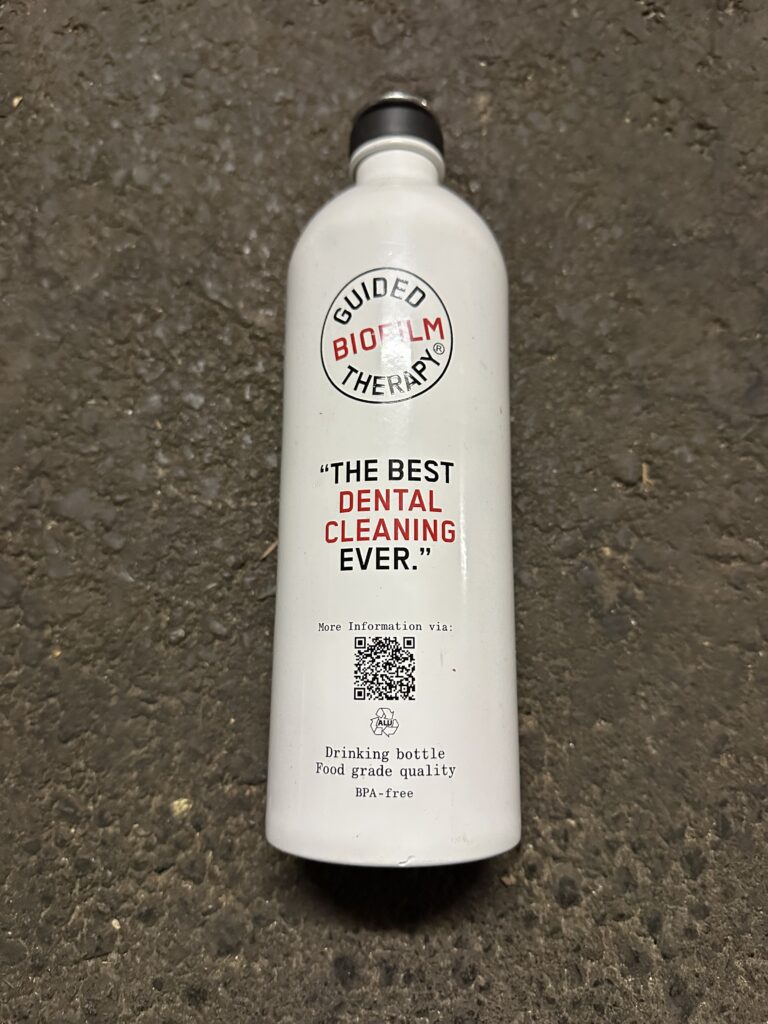 GUIDED
BIOFILM
THERAPY®
“THE BEST
DENTAL
CLEANING
EVER.”
More Information via:
ALU
Drinking bottle
Food grade quality
BPA-free